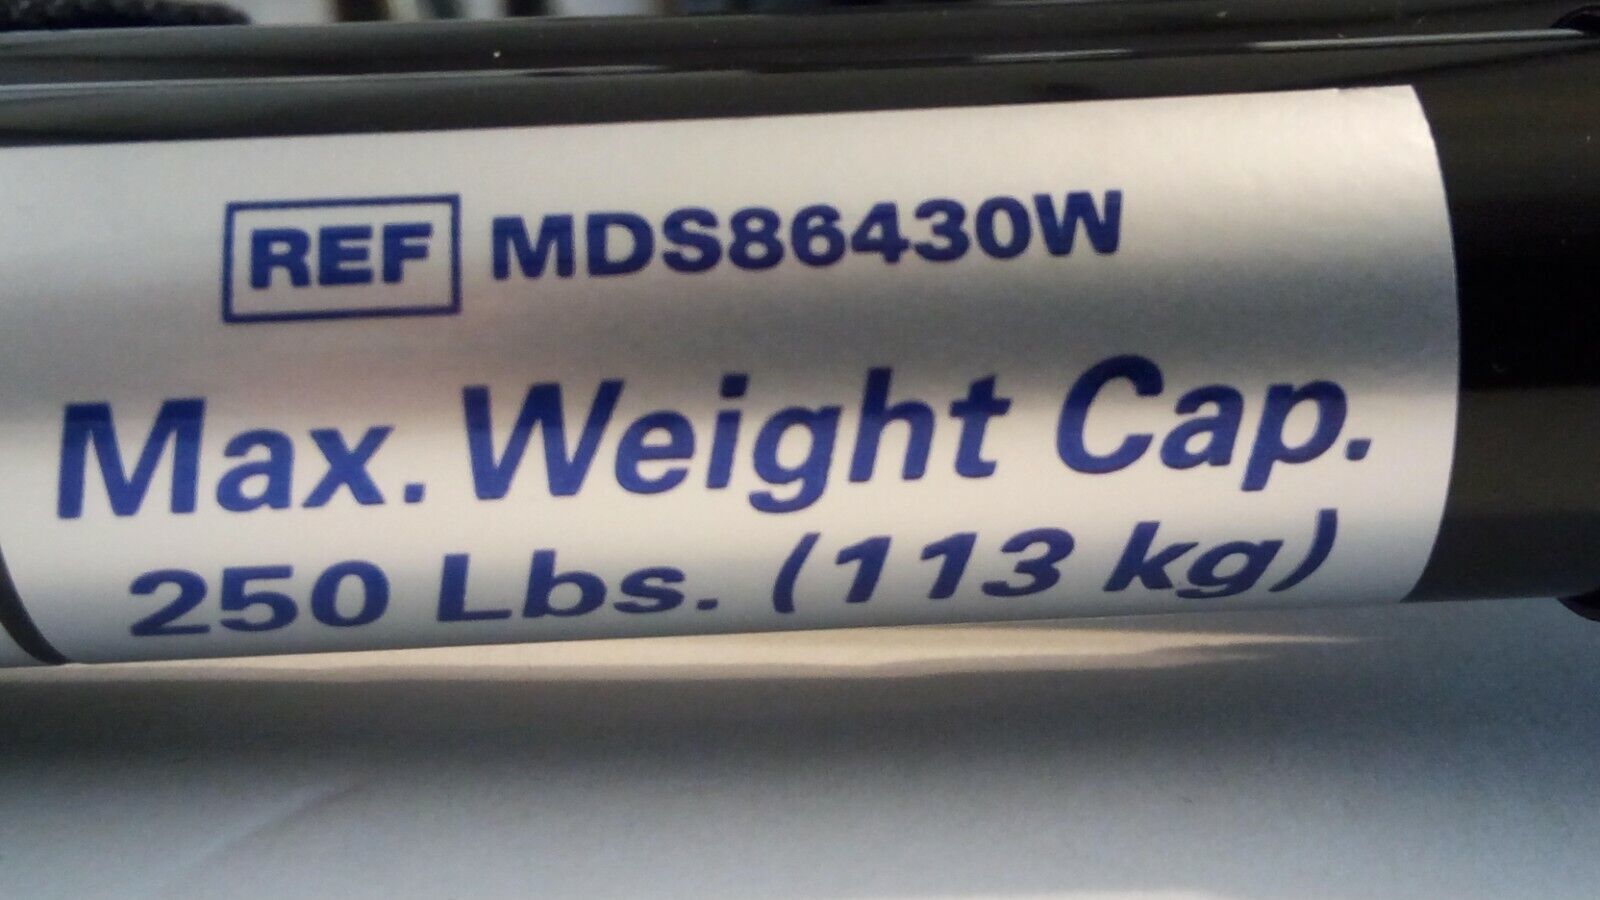 REF MDS86430W
Max. Weight Cap.
250 Lbs. (113 kg)